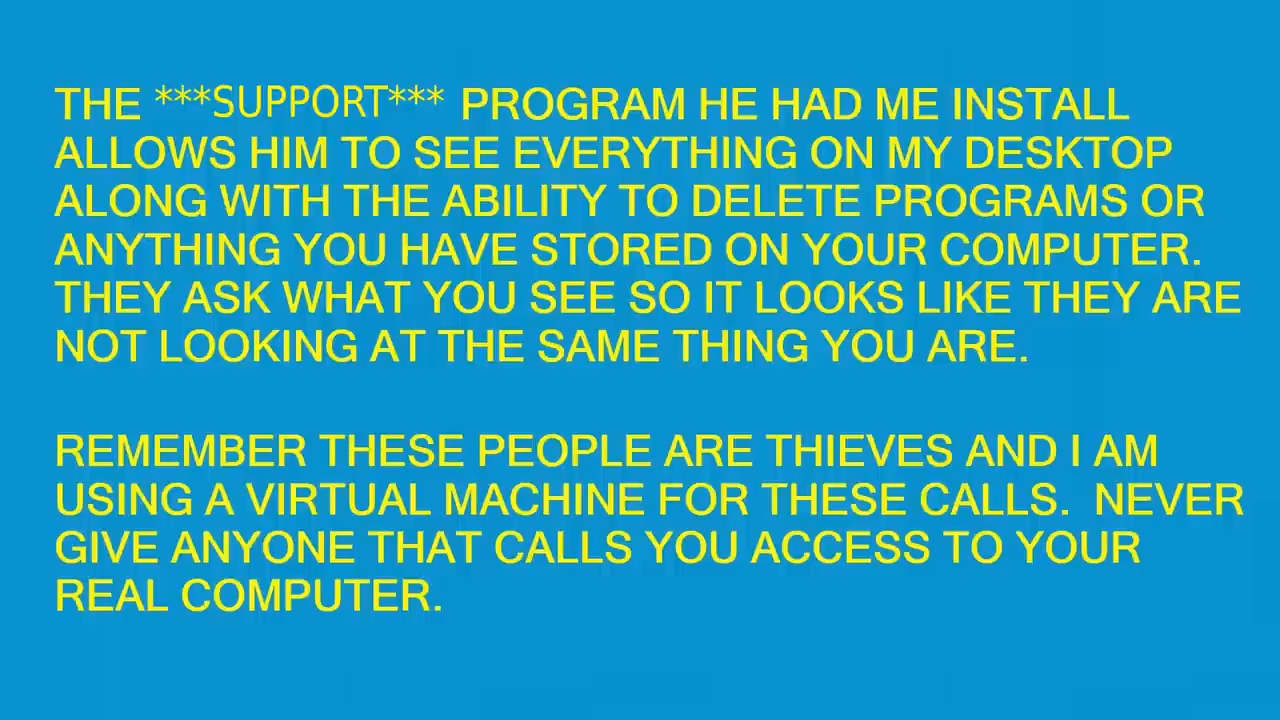 THE ***SUPPORT*** PROGRAM HE HAD ME INSTALL
ALLOWS HIM TO SEE EVERYTHING ON MY DESKTOP
ALONG WITH THE ABILITY TO DELETE PROGRAMS OR
ANYTHING YOU HAVE STORED ON YOUR COMPUTER.
THEY ASK WHAT YOU SEE SO IT LOOKS LIKE THEY ARE
NOT LOOKING AT THE SAME THING YOU ARE.
REMEMBER THESE PEOPLE ARE THIEVES AND I AM
USING A VIRTUAL MACHINE FOR THESE CALLS.  NEVER
GIVE ANYONE THAT CALLS YOU ACCESS TO YOUR
REAL COMPUTER.